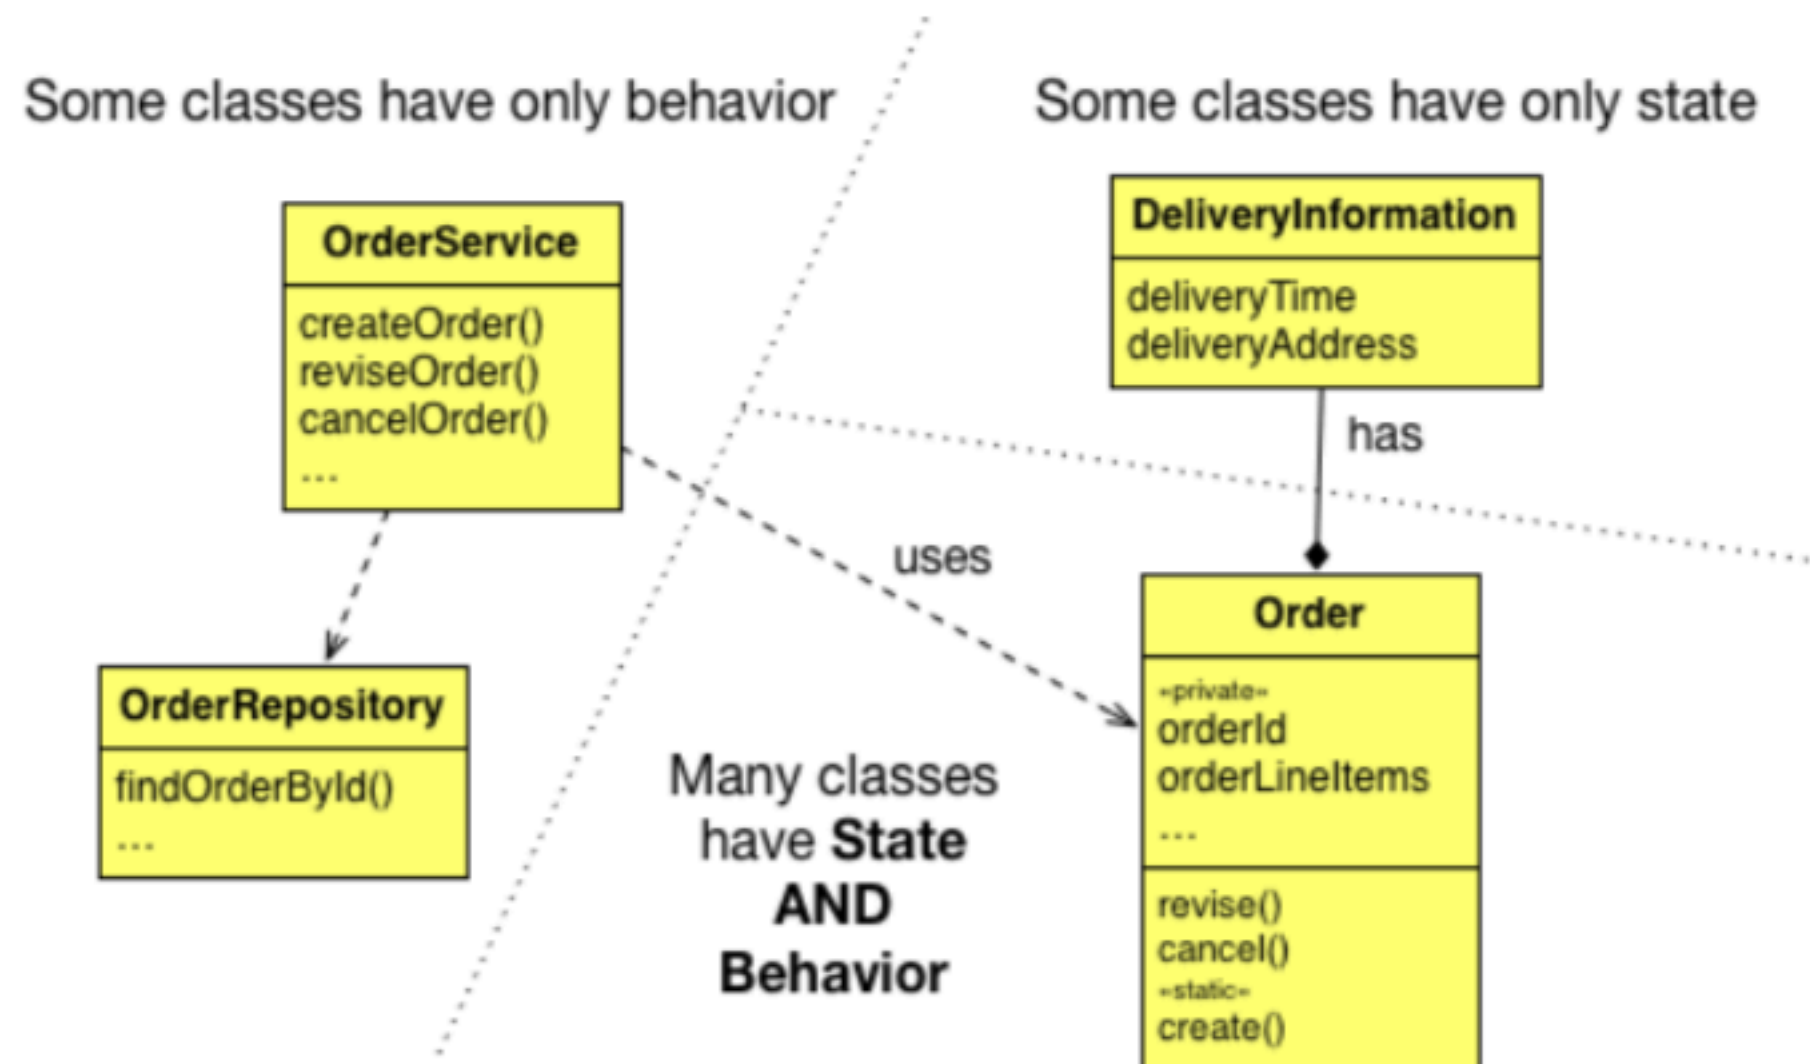 Some classes have only behavior
Some classes have only state
OrderService
createOrder()
reviseOrder()
cancelOrder()
...
DeliveryInformation
deliveryTime
deliveryAddress
has
uses
OrderRepository
findOrderById()
...
Many classes
have State
AND
Behavior
Order
«private»
orderId
orderLineItems
...
revise()
cancel()
«static»
create()